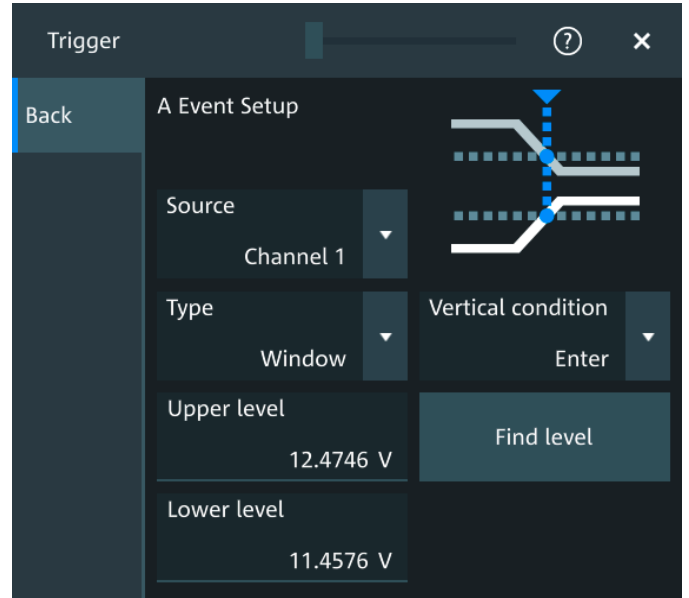 Trigger
?
Back
A Event Setup
Source
Channel 1
Type
Window
Vertical condition
Enter
Upper level
12.4746 V
Find level
Lower level
11.4576 V